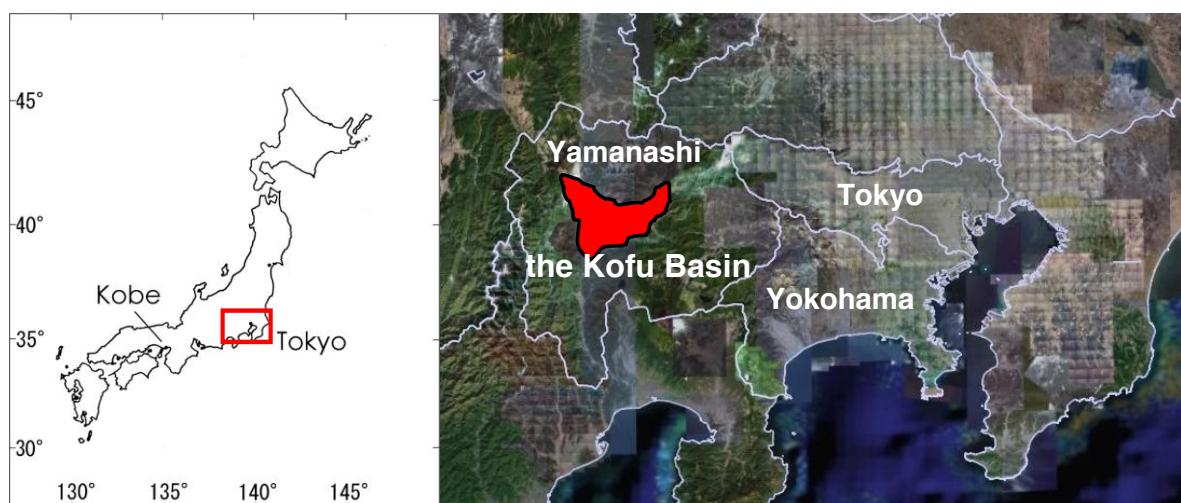 45°
40°
35°
30°
130°
135°
140°
145°
Kobe
Tokyo
Yamanashi
Tokyo
the Kofu Basin
Yokohama